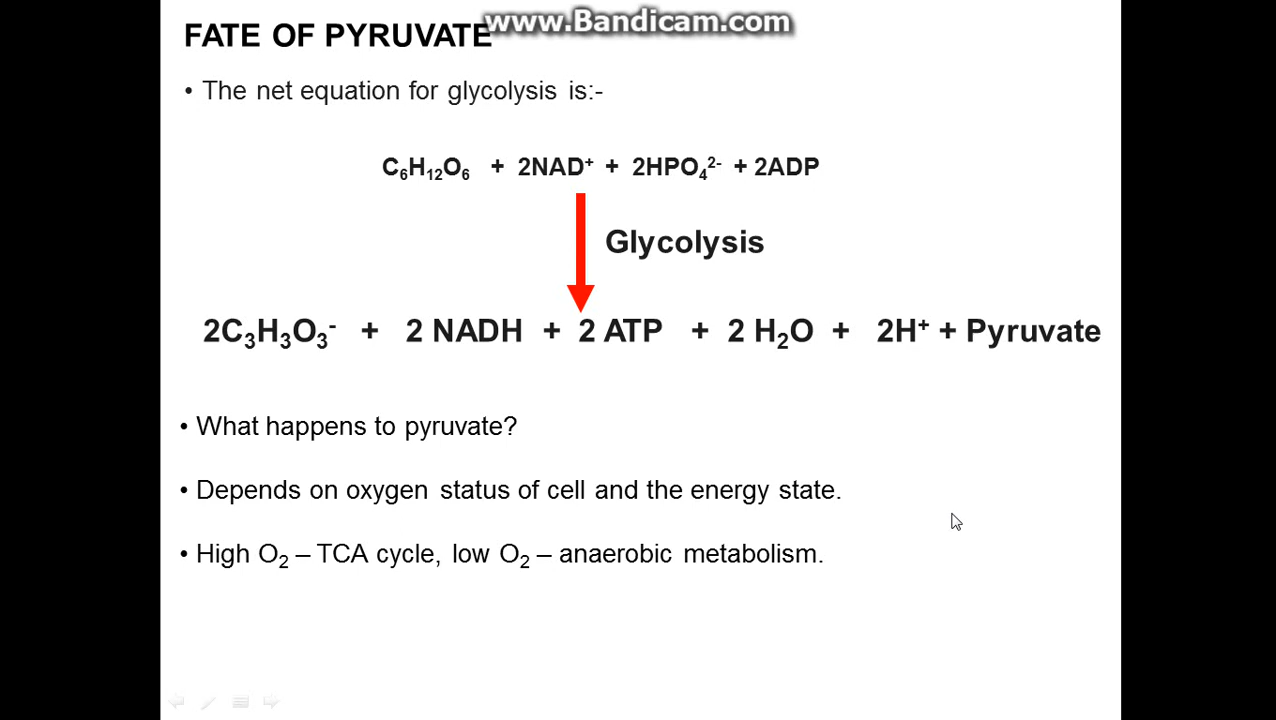 www.Bandicam.com
FATE OF PYRUVATE
• The net equation for glycolysis is:-
C₆H₁₂O₆ + 2NAD⁺ + 2HPO₄²⁻ + 2ADP
Glycolysis
2C₃H₃O₃⁻ + 2 NADH + 2 ATP + 2 H₂O + 2H⁺ + Pyruvate
• What happens to pyruvate?
• Depends on oxygen status of cell and the energy state.
• High O₂ – TCA cycle, low O₂ – anaerobic metabolism.